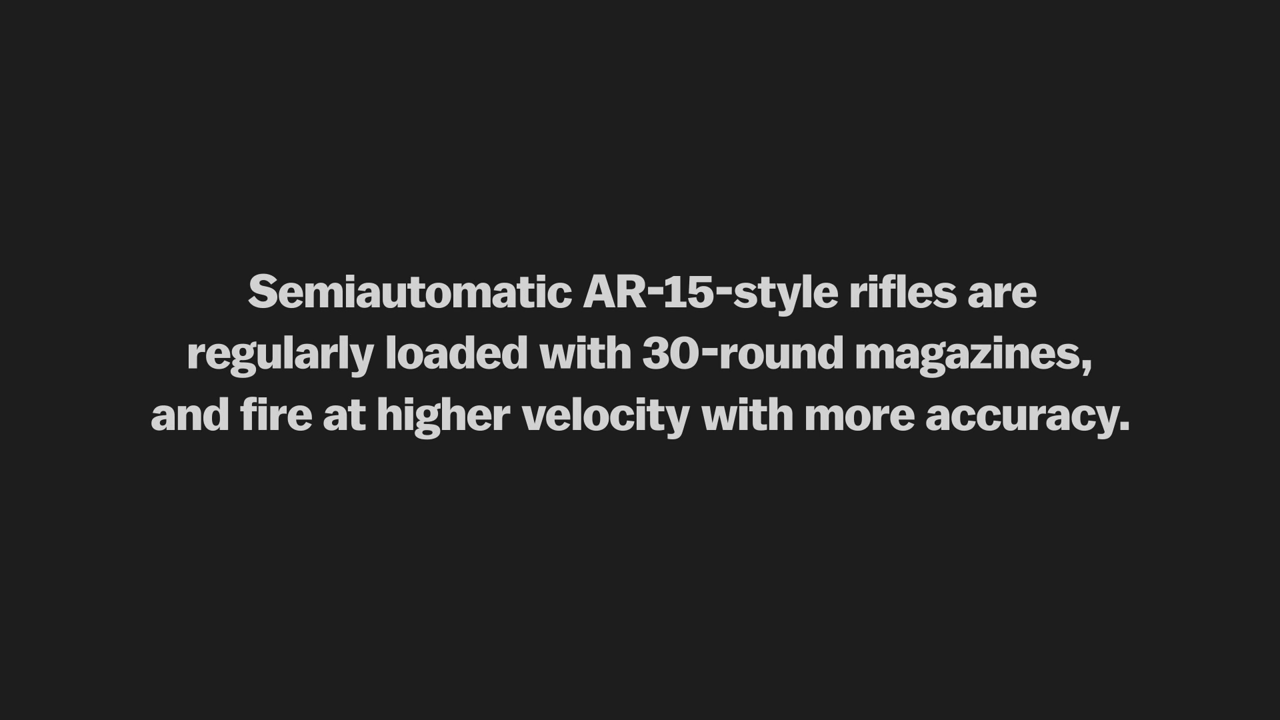 Semiautomatic AR-15-style rifles are
regularly loaded with 30-round magazines,
and fire at higher velocity with more accuracy.